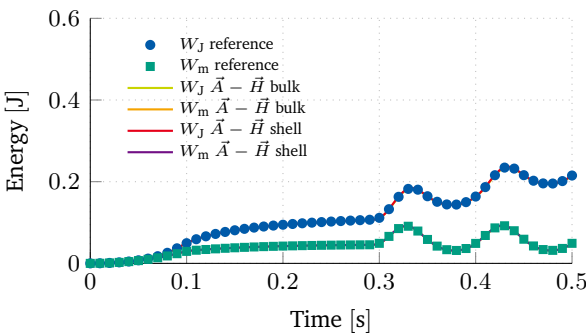 0.6
0.4
0.2
0
Energy [J]
W_J reference
W_m reference
W_J A⃗ − H⃗ bulk
W_m A⃗ − H⃗ bulk
W_J A⃗ − H⃗ shell
W_m A⃗ − H⃗ shell
0 0.1 0.2 0.3 0.4 0.5
Time [s]